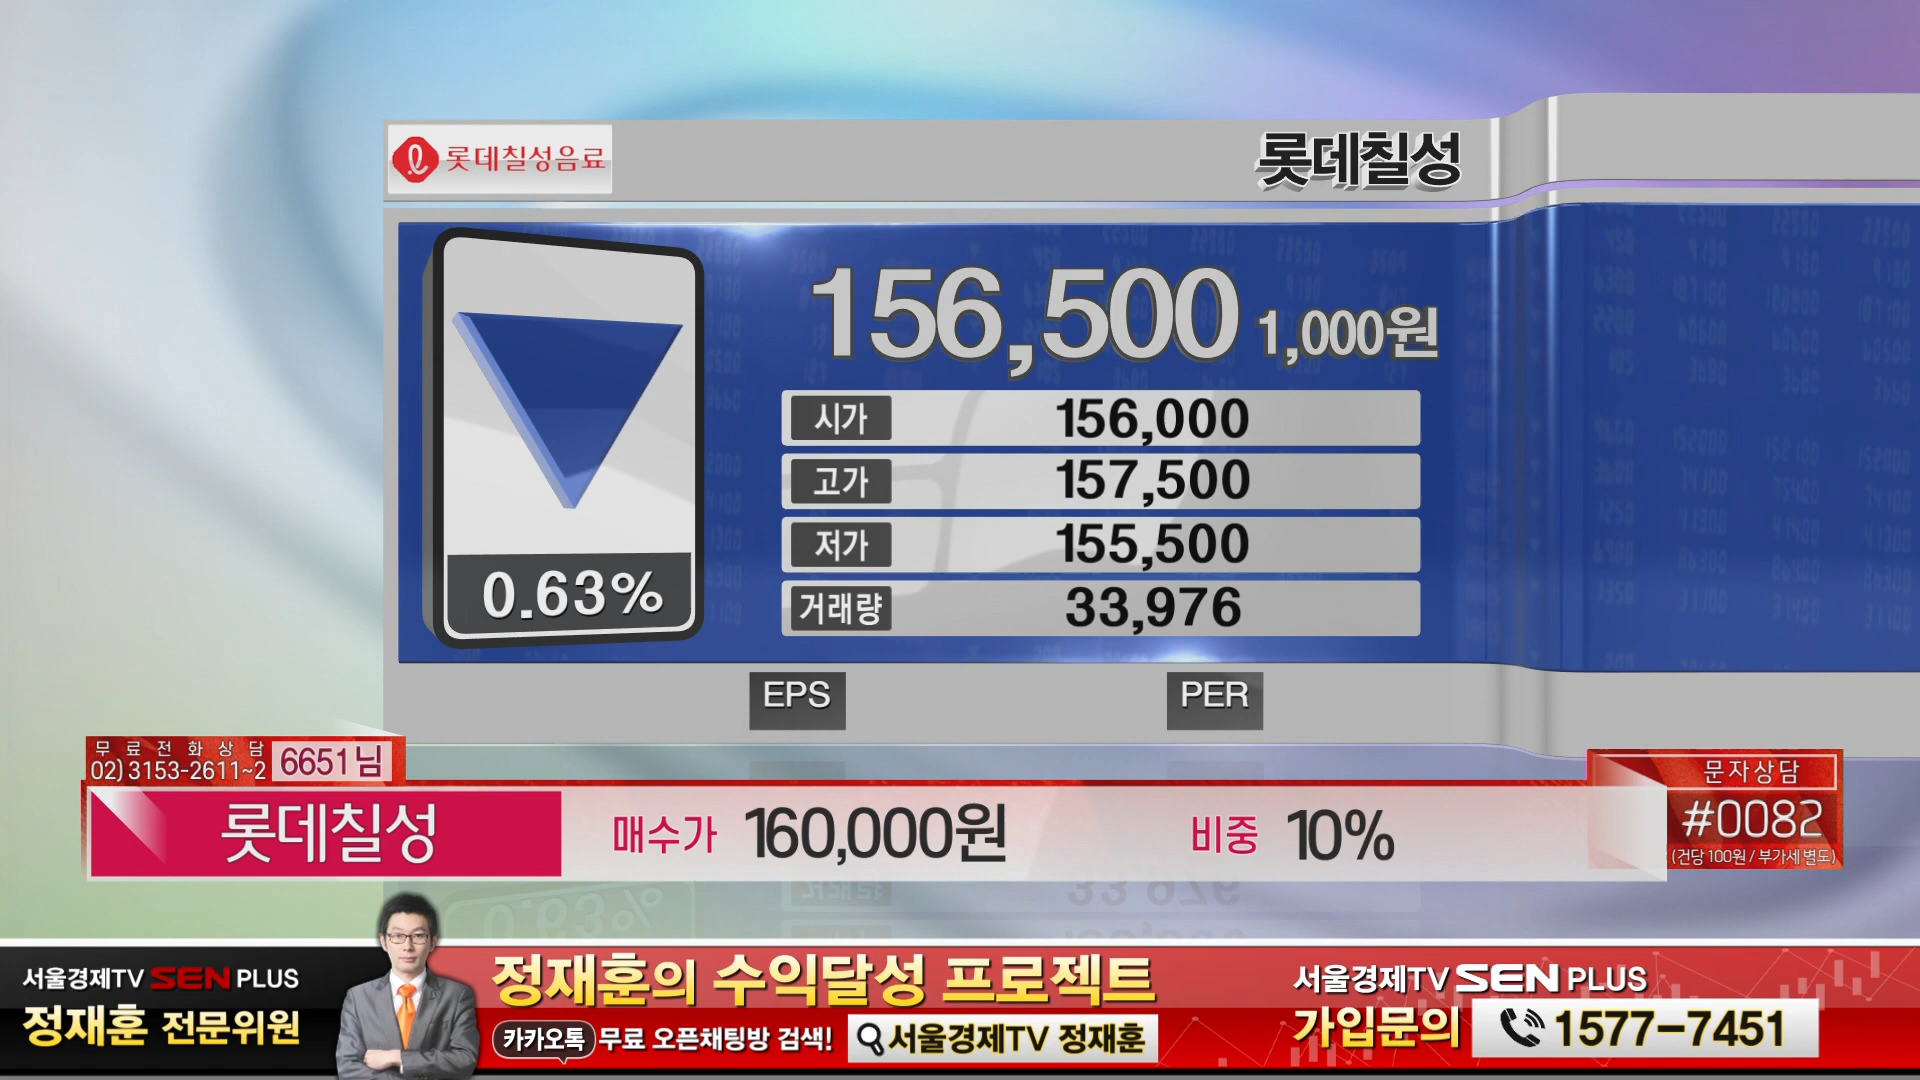 롯데칠성음료
롯데칠성
156,500 1,000원
시가 156,000
고가 157,500
저가 155,500
거래량 33,976
0.63%
EPS PER
무료전화상담
02)3153-2611~2 6651님
롯데칠성 매수가 160,000원 비중 10%
문자상담
#0082
(건당 100원 / 부가세 별도)
서울경제TV SEN PLUS
정재훈 전문위원
정재훈의 수익달성 프로젝트
카카오톡 무료 오픈채팅방 검색! 서울경제TV 정재훈
서울경제TV SEN PLUS
가입문의 1577-7451